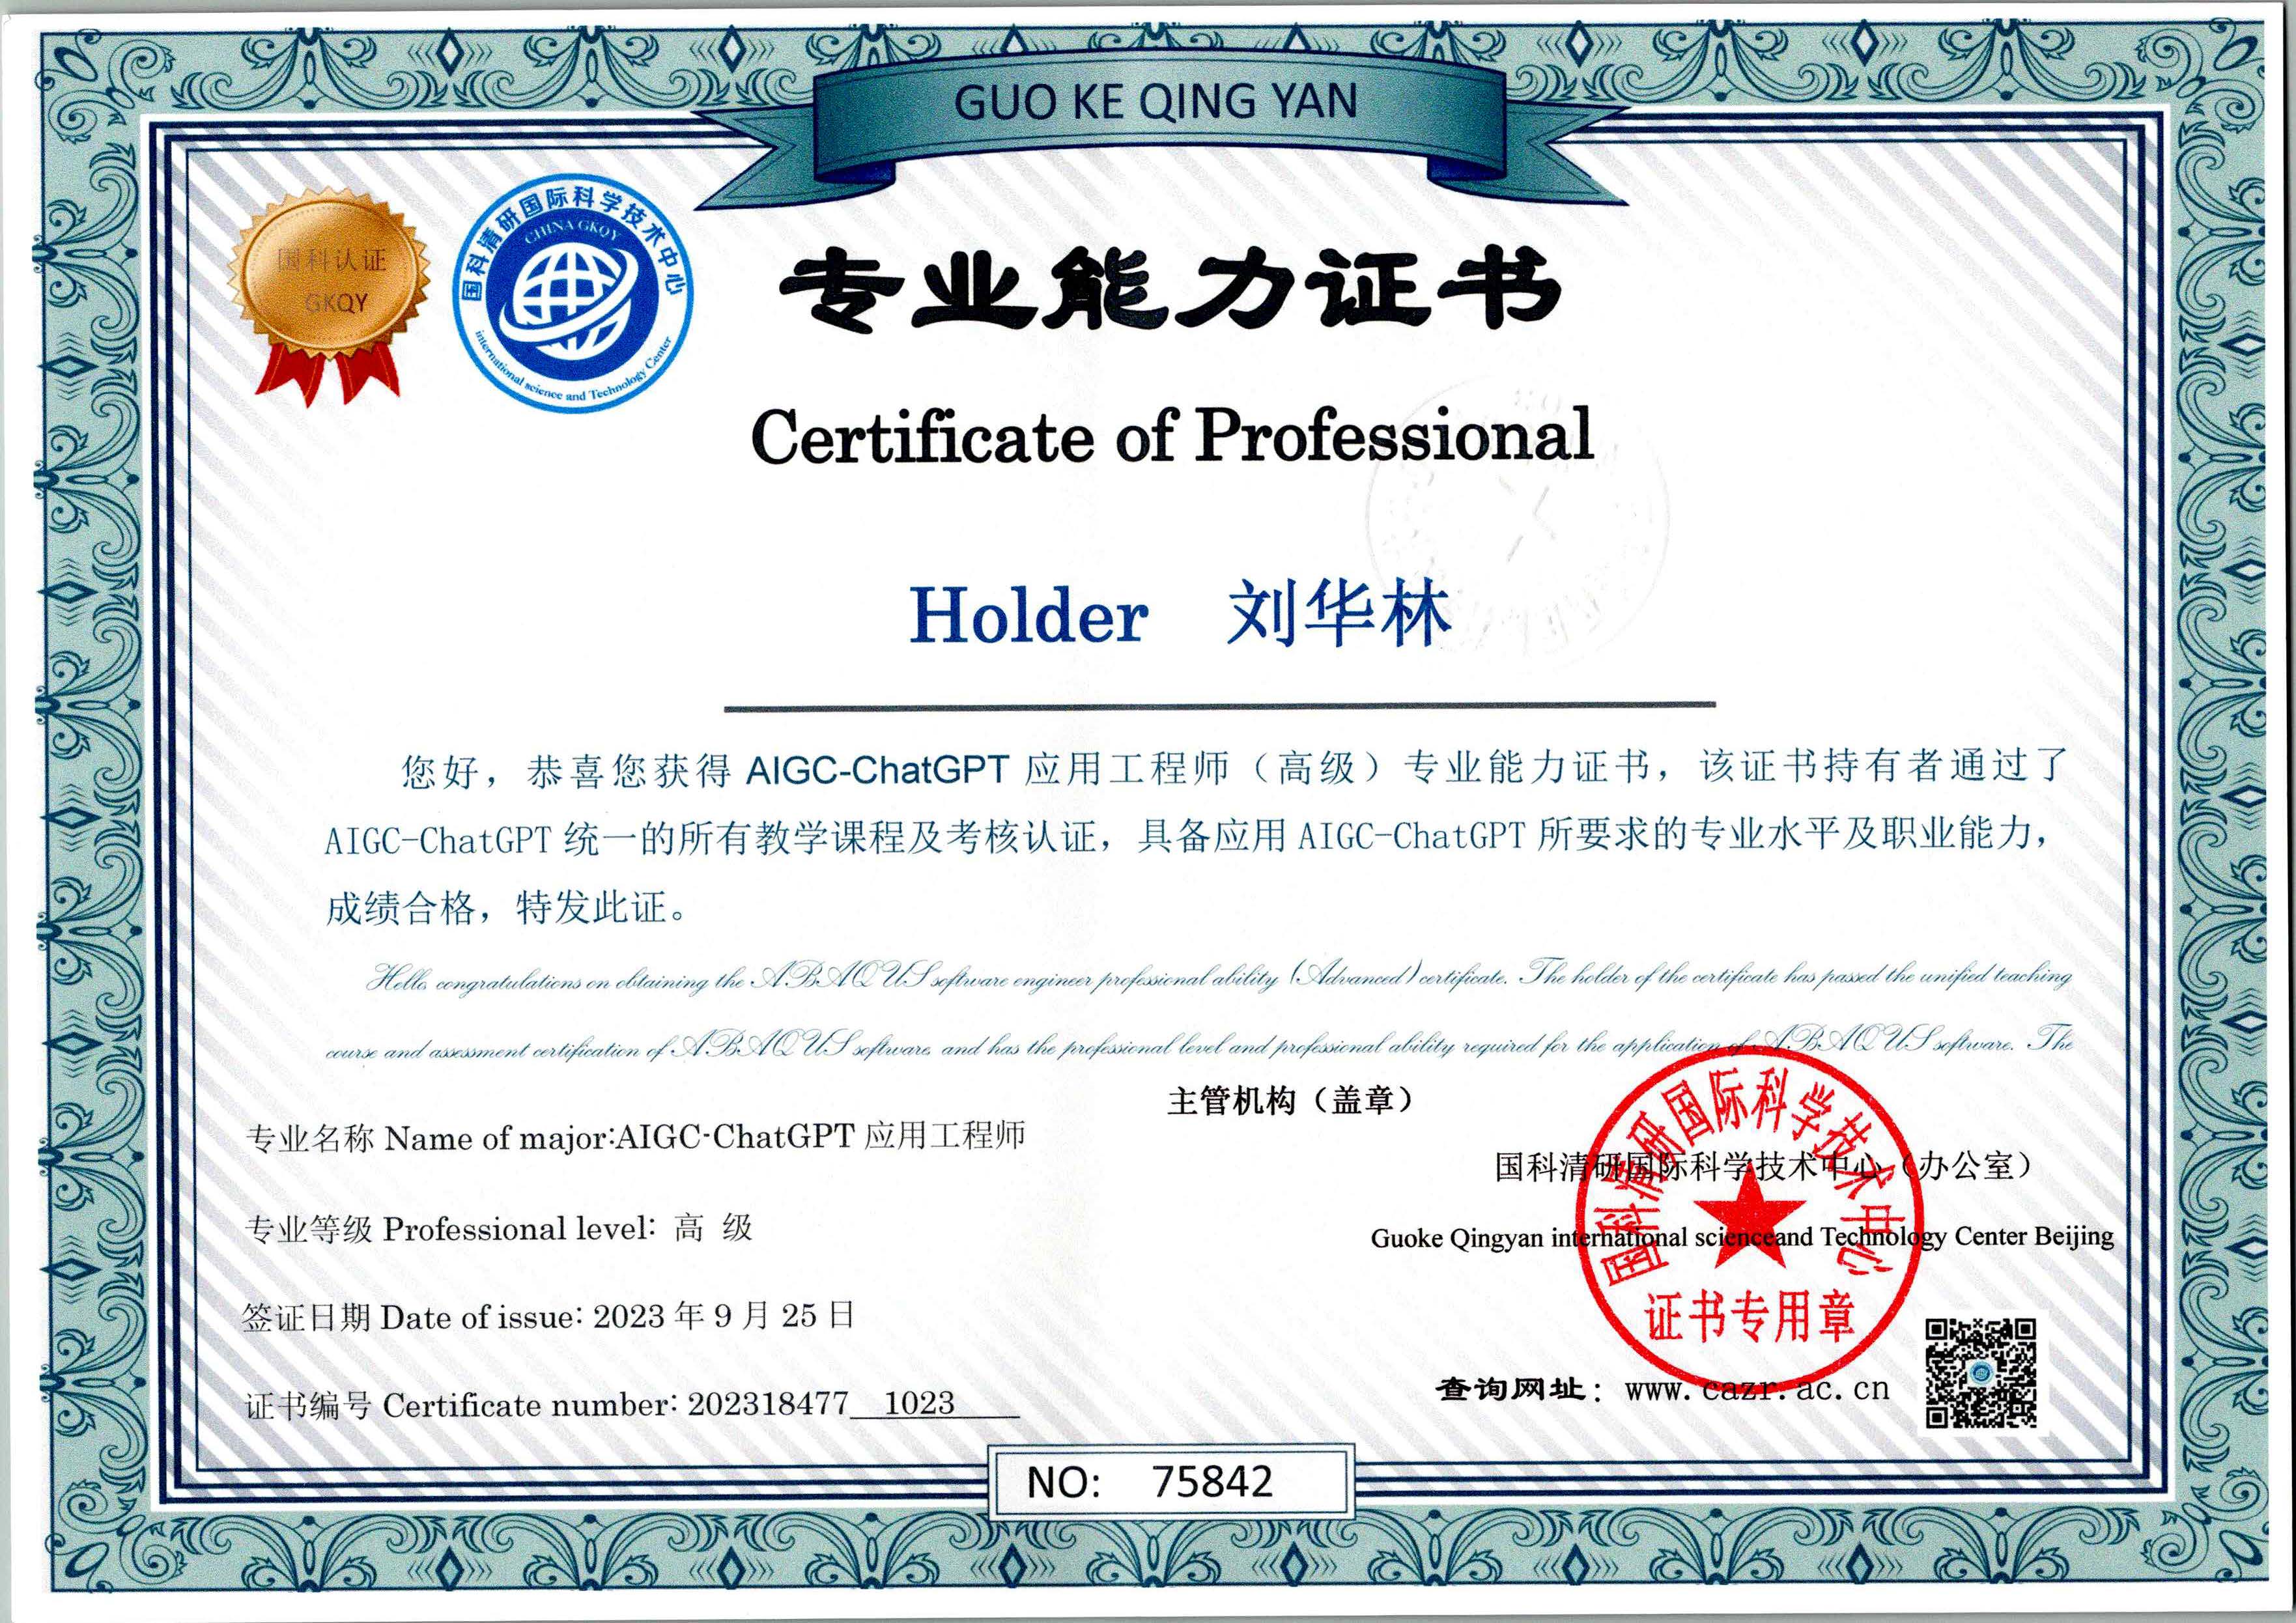 GUO KE QING YAN
国科认证
GKQY
国科清研国际科学技术中心
CHINA GKQY
international science and Technology Center
专业能力证书
Certificate of Professional
Holder 刘华林
您好，恭喜您获得 AIGC-ChatGPT 应用工程师（高级）专业能力证书，该证书持有者通过了
AIGC-ChatGPT 统一的所有教学课程及考核认证，具备应用 AIGC-ChatGPT 所要求的专业水平及职业能力，
成绩合格，特发此证。
Hello congratulations on obtaining the ABAQUS software engineer professional ability (Advanced) certificate. The holder of the certificate has passed the unified teaching
course and assessment certification of ABAQUS software, and has the professional level and professional ability required for the application of ABAQUS software. The
主管机构（盖章）
专业名称 Name of major:AIGC-ChatGPT 应用工程师
国科清研国际科学技术中心（办公室）
专业等级 Professional level: 高 级
Guoke Qingyan international scienceand Technology Center Beijing
国科清研国际科学技术中心
证书专用章
签证日期 Date of issue: 2023 年 9 月 25 日
查询网址：www.cazr.ac.cn
证书编号 Certificate number: 202318477 1023
NO: 75842